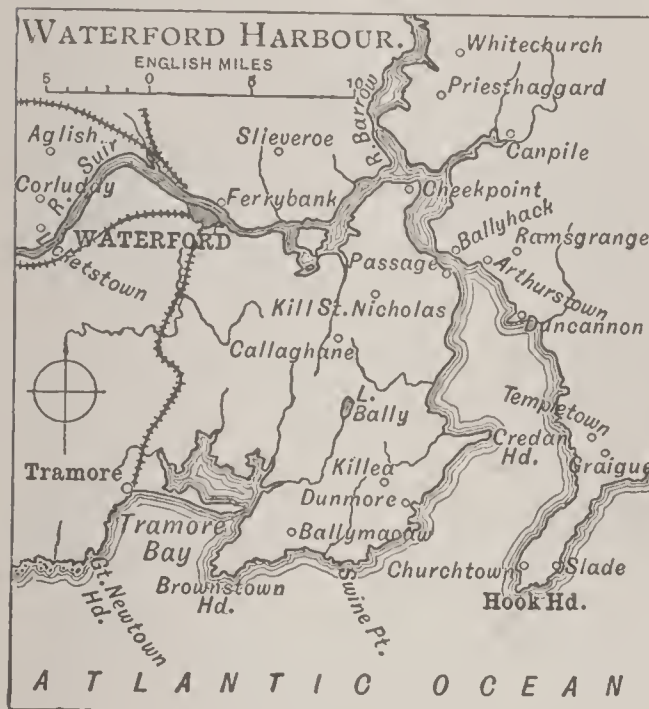 WATERFORD HARBOUR.
ENGLISH MILES
5 0 5 10
Whitechurch
Priesthaggard
R. Barrow
Aglish
Slieveroe
Canpile
R. Suir
Corluddy
Cheekpoint
Ferrybank
Ballyhack
WATERFORD
Ramsgrange
Passage
Arthurstown
Kill St. Nicholas
Duncannon
Callaghane
L.
Bally
Templetown
Credan
Hd.
Killea
Graigue
Tramore
Dunmore
Tramore
Bay
Ballymacaw
Churchtown
Slade
Brownstown
Hd.
Gt. Newtown
Hd.
Swine Pt.
Hook Hd.
ATLANTIC OCEAN